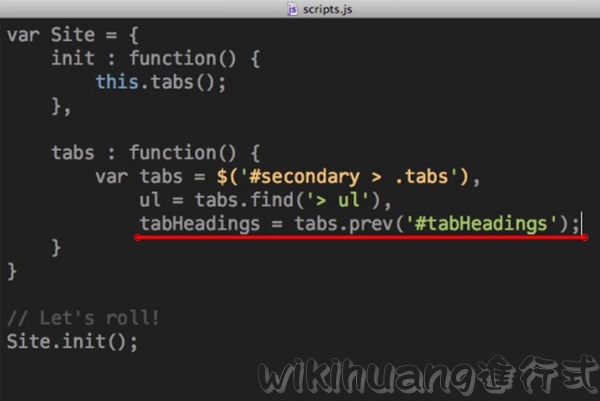 js scripts.js
var Site = {
    init : function() {
        this.tabs();
    },

    tabs : function() {
        var tabs = $('#secondary > .tabs'),
            ul = tabs.find('> ul'),
            tabHeadings = tabs.prev('#tabHeadings');
    }
}

// Let's roll!
Site.init();
wikihuang進行式